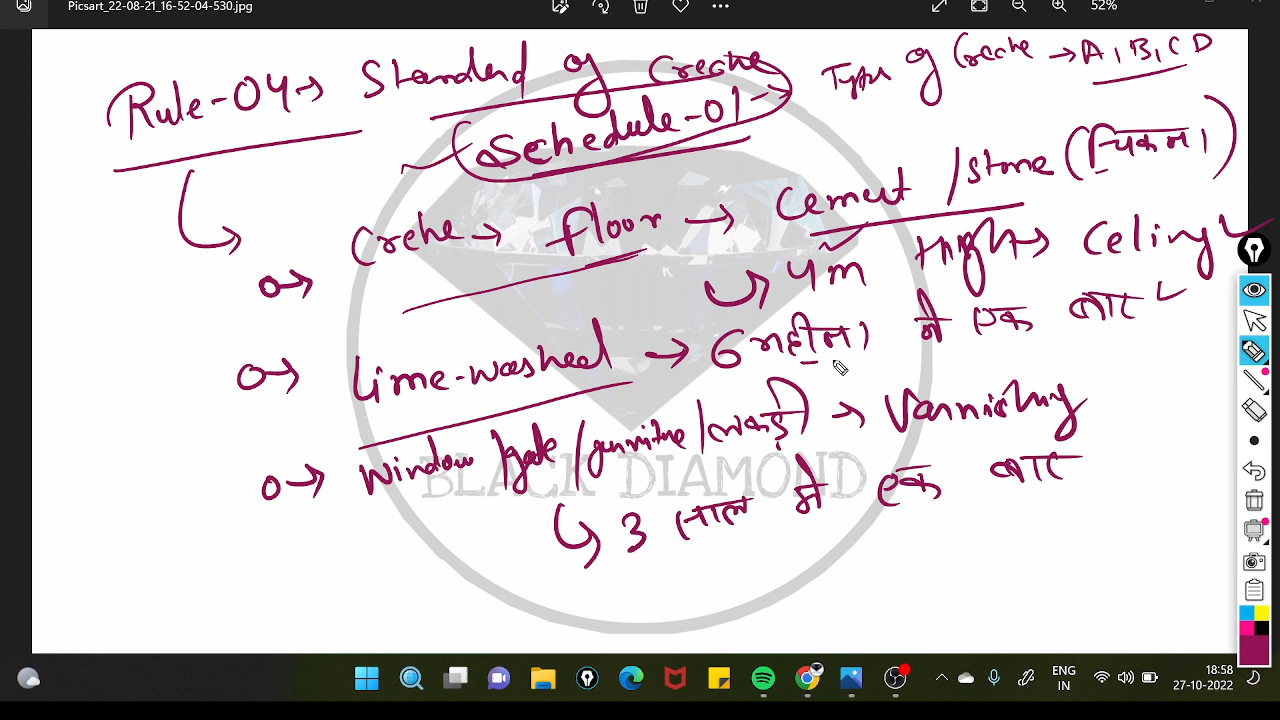 Picsart_22-08-21_16-52-04-530.jpg
52%
Rule-04→ Standard of Creche
Type of Creche → A,B,C D
(Schedule-01
Creche → floor → Cement / Stone (चिकना)
↳ 4m High → Celing
Lime-washed → 6 महीना मे एक बार
Window /gate /furniture /लकड़ी) → Varnishing
↳ 3 साल मे एक बार
BLACK DIAMOND
ENG
IN
18:58
27-10-2022